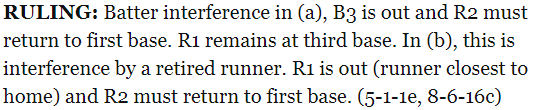 RULING: Batter interference in (a), B3 is out and R2 must
return to first base. R1 remains at third base. In (b), this is
interference by a retired runner. R1 is out (runner closest to
home) and R2 must return to first base. (5-1-1e, 8-6-16c)